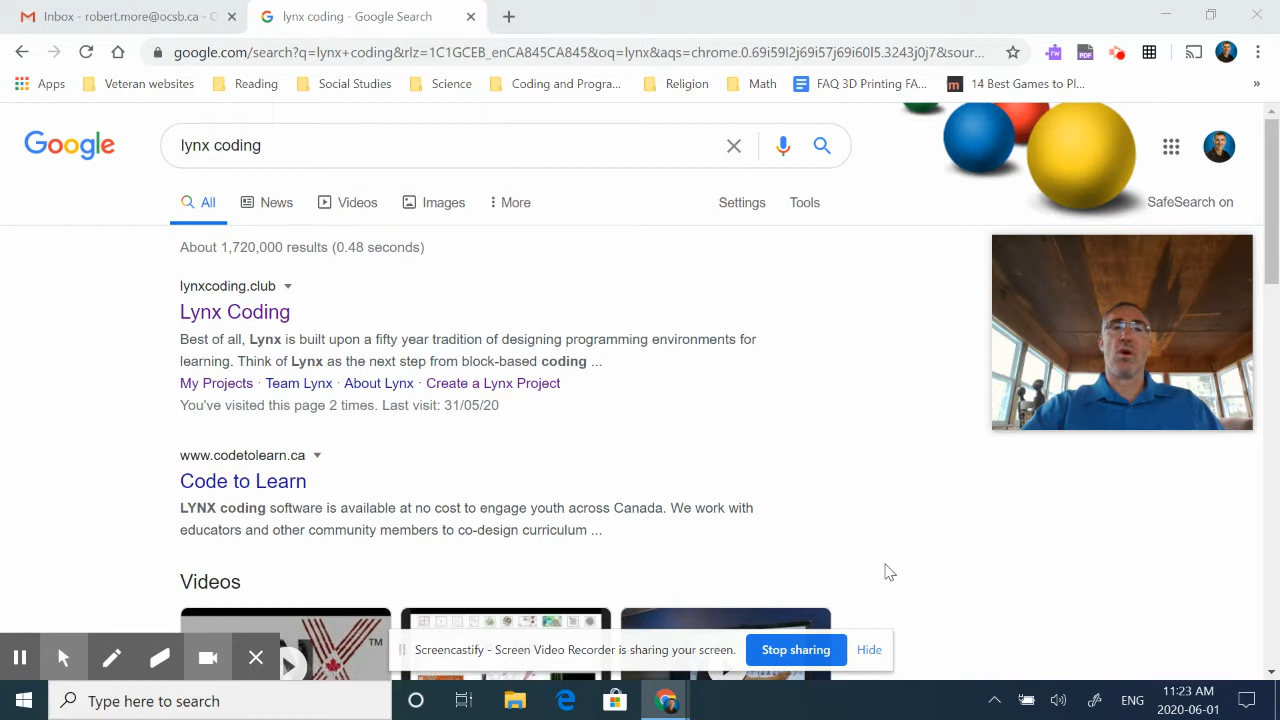 Inbox - robert.more@ocsb.ca - O
lynx coding - Google Search
google.com/search?q=lynx+coding&rlz=1C1GCEB_enCA845CA845&oq=lynx&aqs=chrome.0.69i59l2j69i57j69i60l5.3243j0j7&sour...
Apps Veteran websites Reading Social Studies Science Coding and Progra... Religion Math FAQ 3D Printing FA... 14 Best Games to Pl... »
Google lynx coding
All News Videos Images More Settings Tools SafeSearch on
About 1,720,000 results (0.48 seconds)
lynxcoding.club
Lynx Coding
Best of all, Lynx is built upon a fifty year tradition of designing programming environments for
learning. Think of Lynx as the next step from block-based coding ...
My Projects · Team Lynx · About Lynx · Create a Lynx Project
You've visited this page 2 times. Last visit: 31/05/20
www.codetolearn.ca
Code to Learn
LYNX coding software is available at no cost to engage youth across Canada. We work with
educators and other community members to co-design curriculum ...
Videos
TM
Screencastify - Screen Video Recorder is sharing your screen. Stop sharing Hide
Type here to search
ENG
11:23 AM
2020-06-01